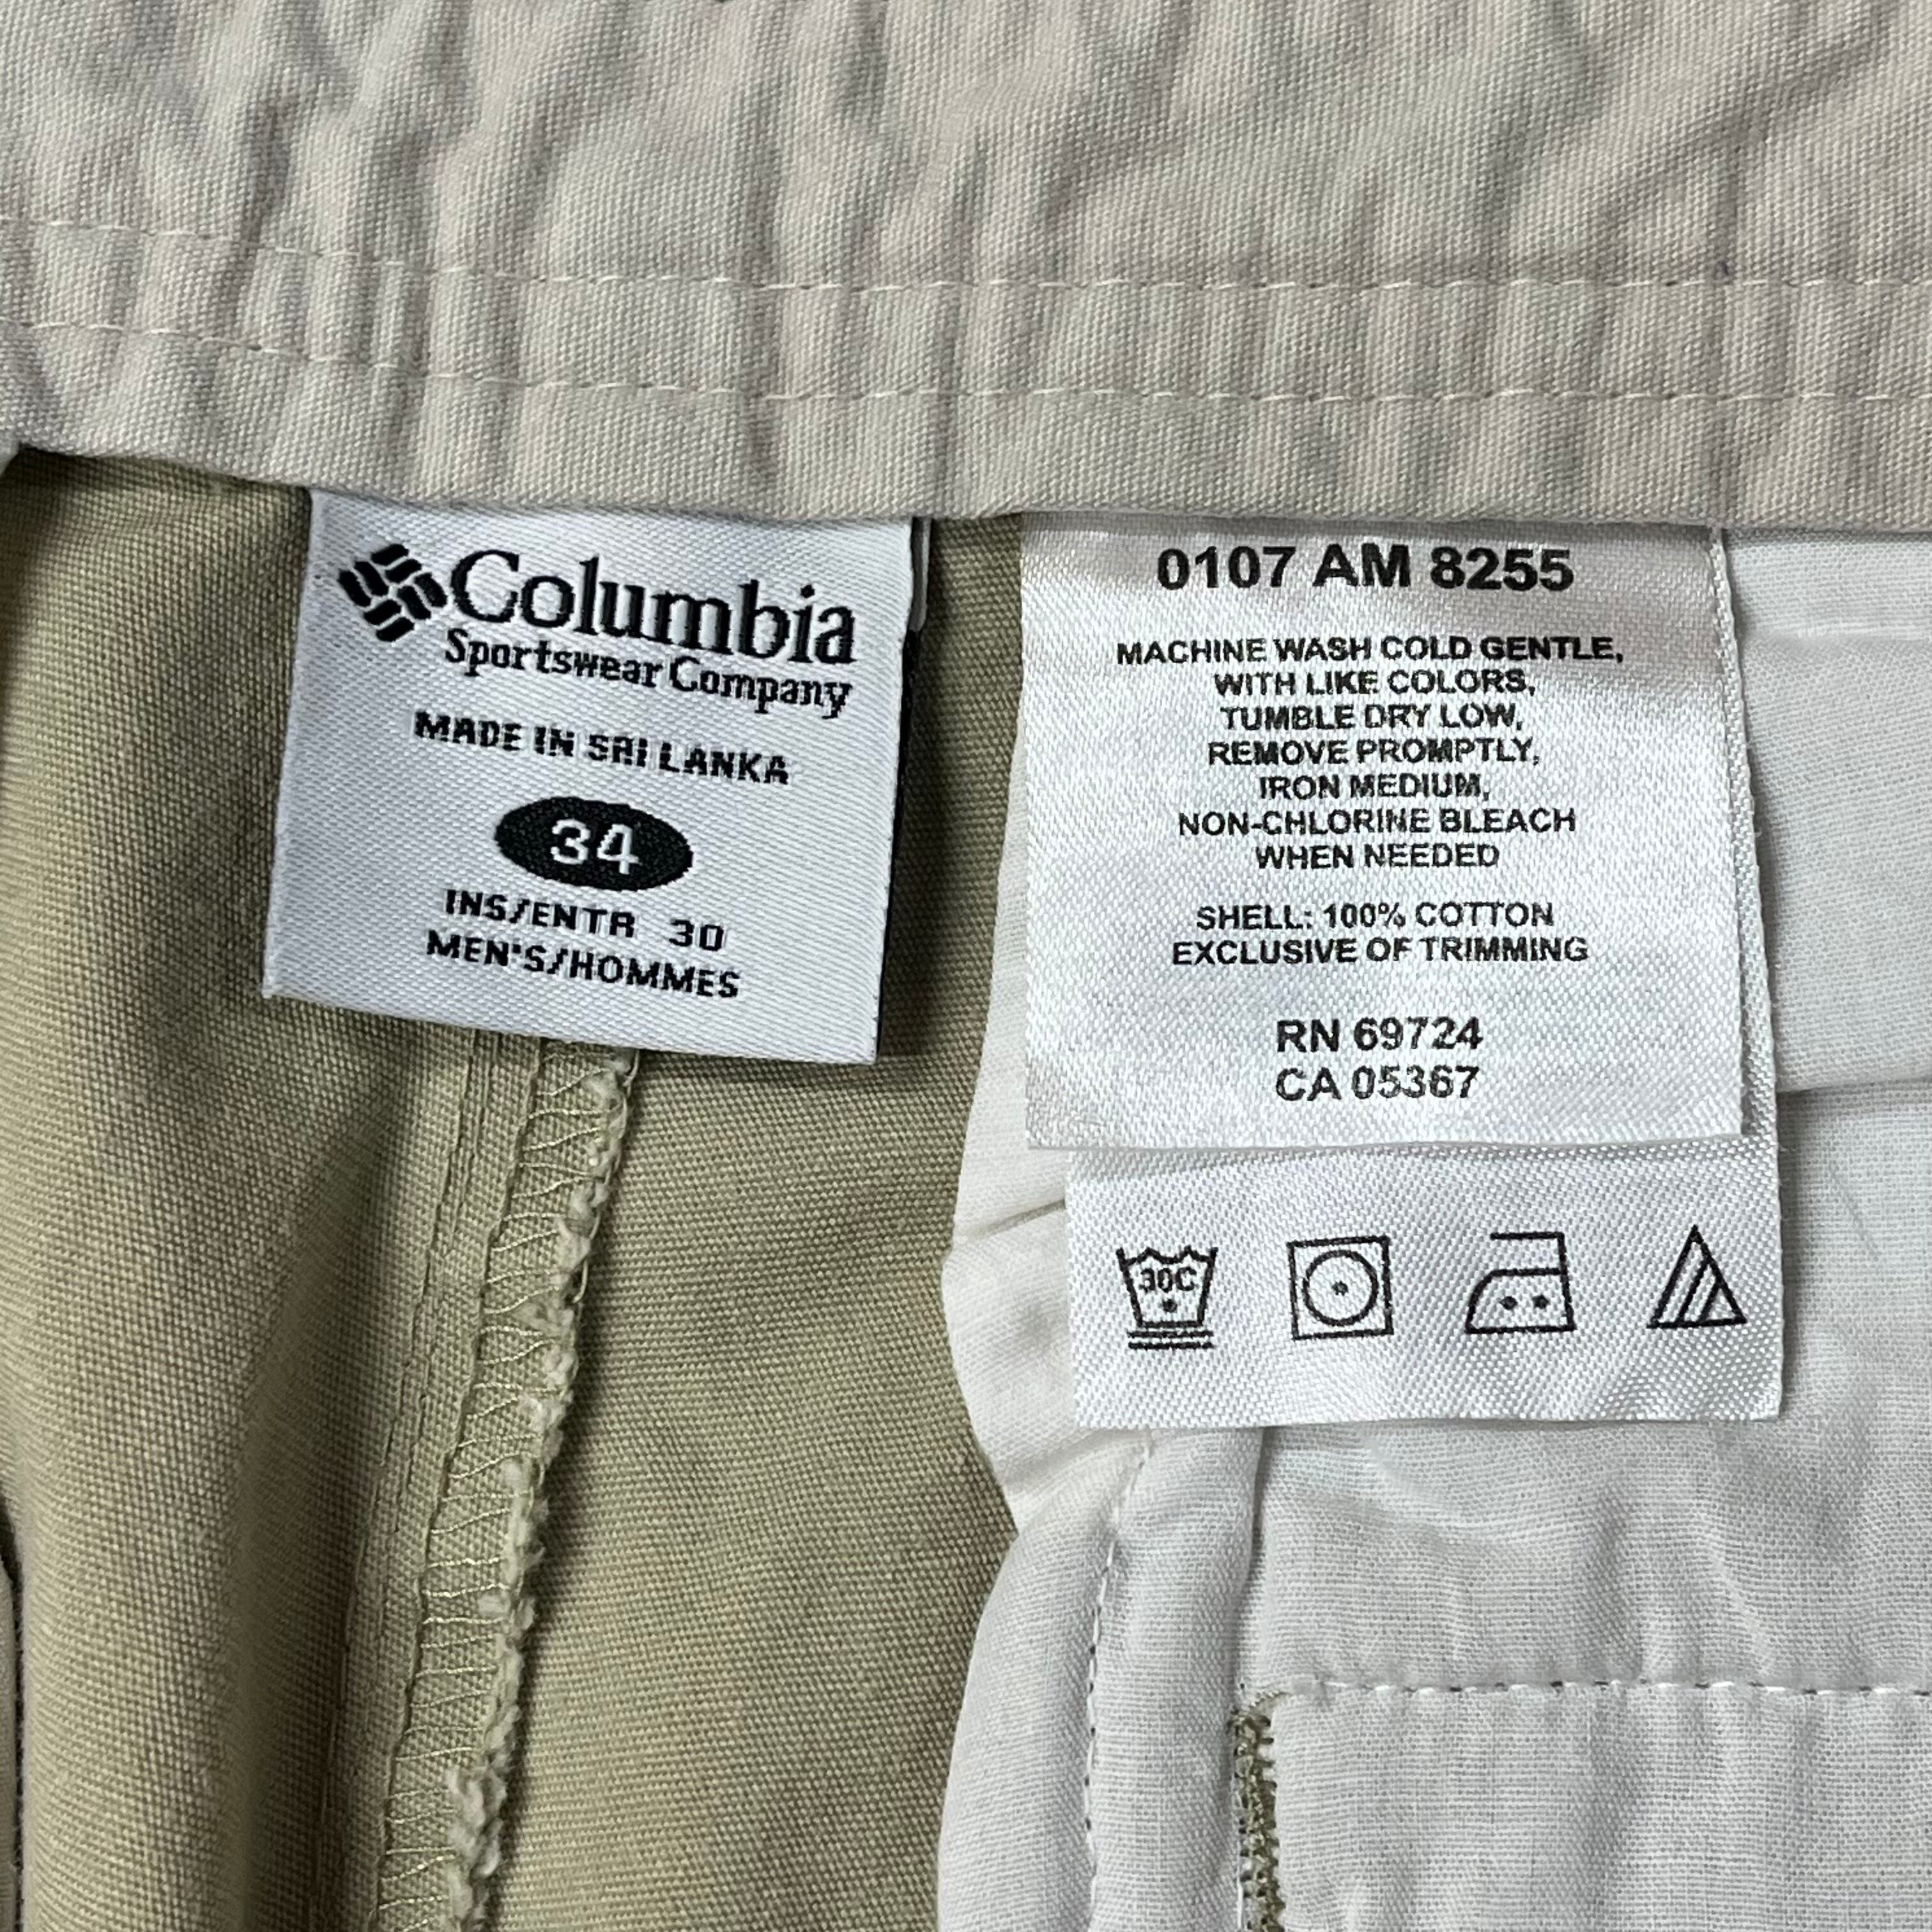 Columbia
Sportswear Company
MADE IN SRI LANKA
34
INS/ENTR 30
MEN'S/HOMMES
0107 AM 8255
MACHINE WASH COLD GENTLE,
WITH LIKE COLORS,
TUMBLE DRY LOW,
REMOVE PROMPTLY,
IRON MEDIUM,
NON-CHLORINE BLEACH
WHEN NEEDED
SHELL: 100% COTTON
EXCLUSIVE OF TRIMMING
RN 69724
CA 05367
30C